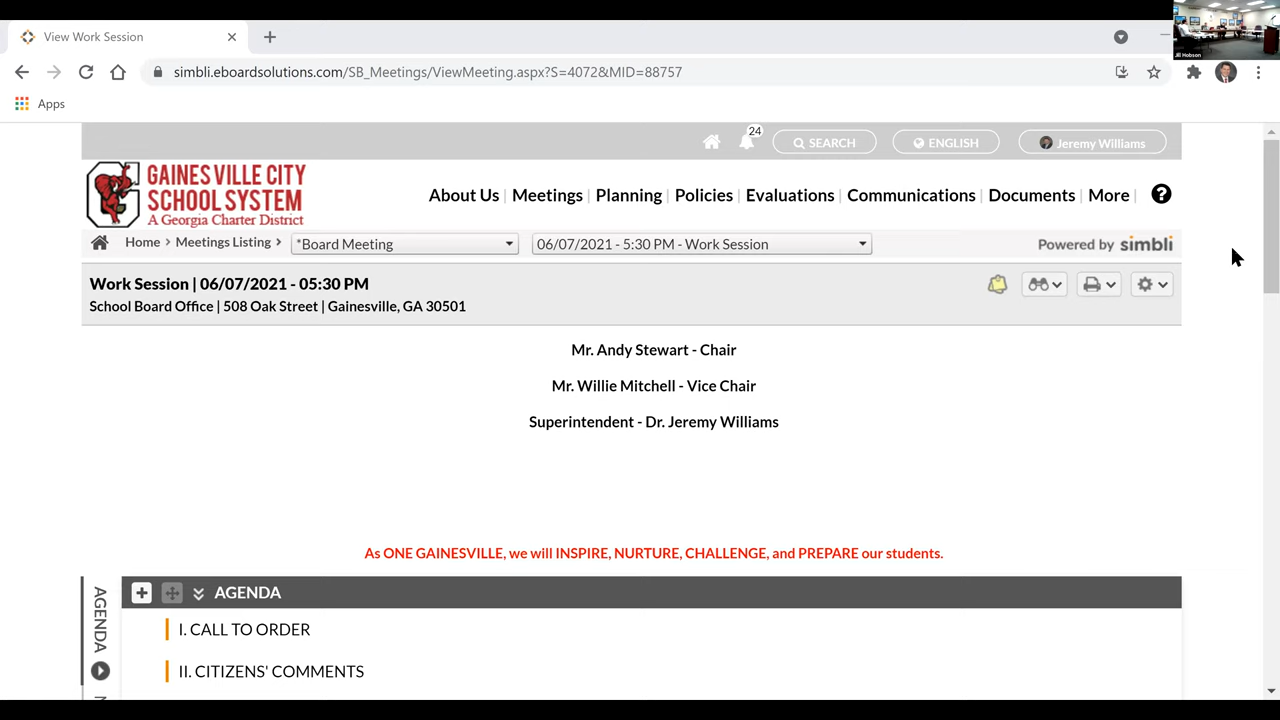 View Work Session
simbli.eboardsolutions.com/SB_Meetings/ViewMeeting.aspx?S=4072&MID=88757
Jill Hobson
Apps
24
SEARCH
ENGLISH
Jeremy Williams
GAINESVILLE CITY
SCHOOL SYSTEM
A Georgia Charter District
About Us | Meetings | Planning | Policies | Evaluations | Communications | Documents | More |
Home > Meetings Listing > *Board Meeting 06/07/2021 - 5:30 PM - Work Session Powered by simbli
Work Session | 06/07/2021 - 05:30 PM
School Board Office | 508 Oak Street | Gainesville, GA 30501
Mr. Andy Stewart - Chair
Mr. Willie Mitchell - Vice Chair
Superintendent - Dr. Jeremy Williams
As ONE GAINESVILLE, we will INSPIRE, NURTURE, CHALLENGE, and PREPARE our students.
AGENDA
AGENDA
I. CALL TO ORDER
II. CITIZENS' COMMENTS